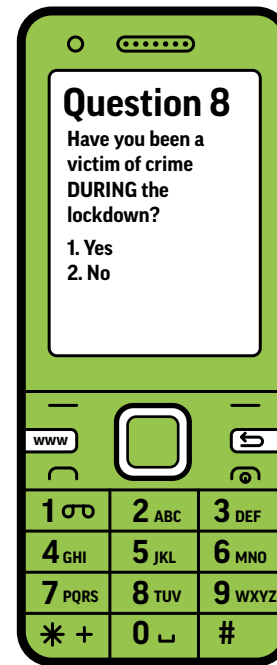 Question 8
Have you been a
victim of crime
DURING the
lockdown?
1. Yes
2. No
www
1 2 ABC 3 DEF
4 GHI 5 JKL 6 MNO
7 PQRS 8 TUV 9 WXYZ
* + 0 #